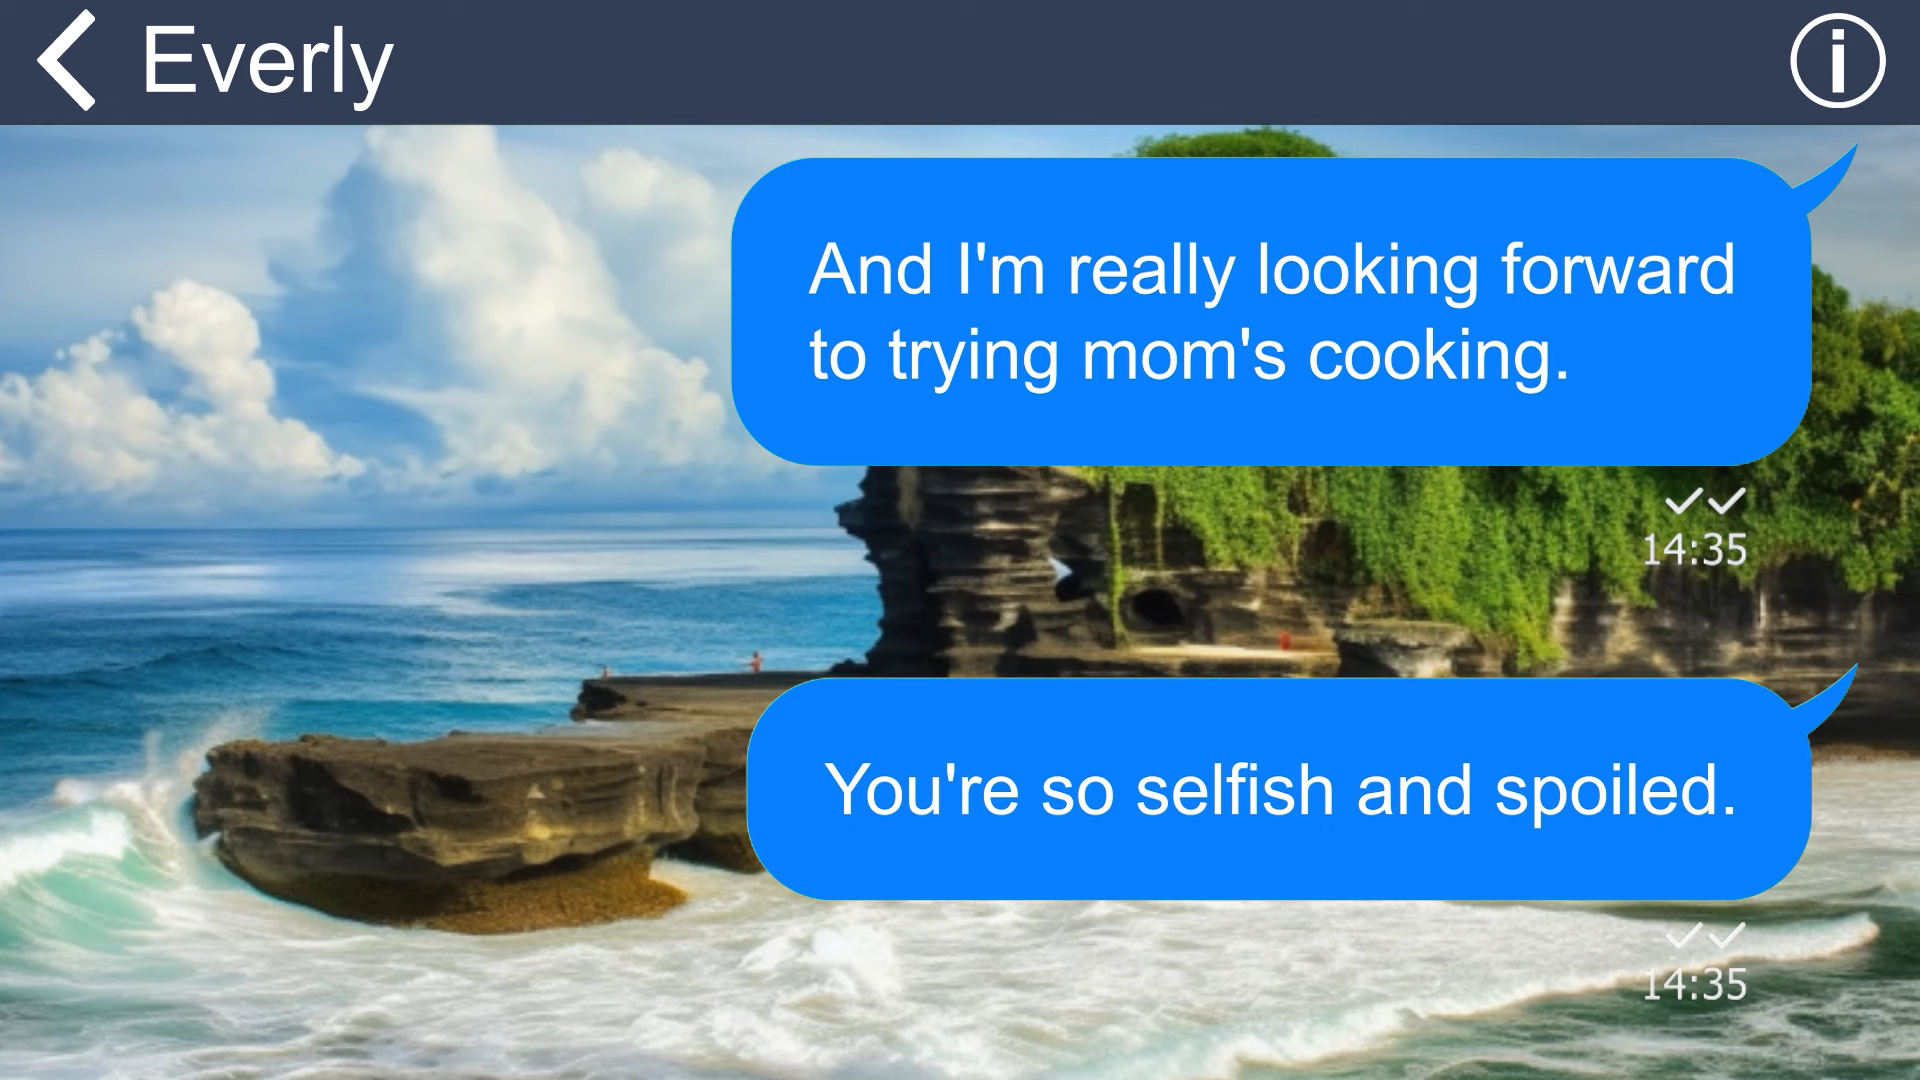 Everly
And I'm really looking forward
to trying mom's cooking.
14:35
You're so selfish and spoiled.
14:35